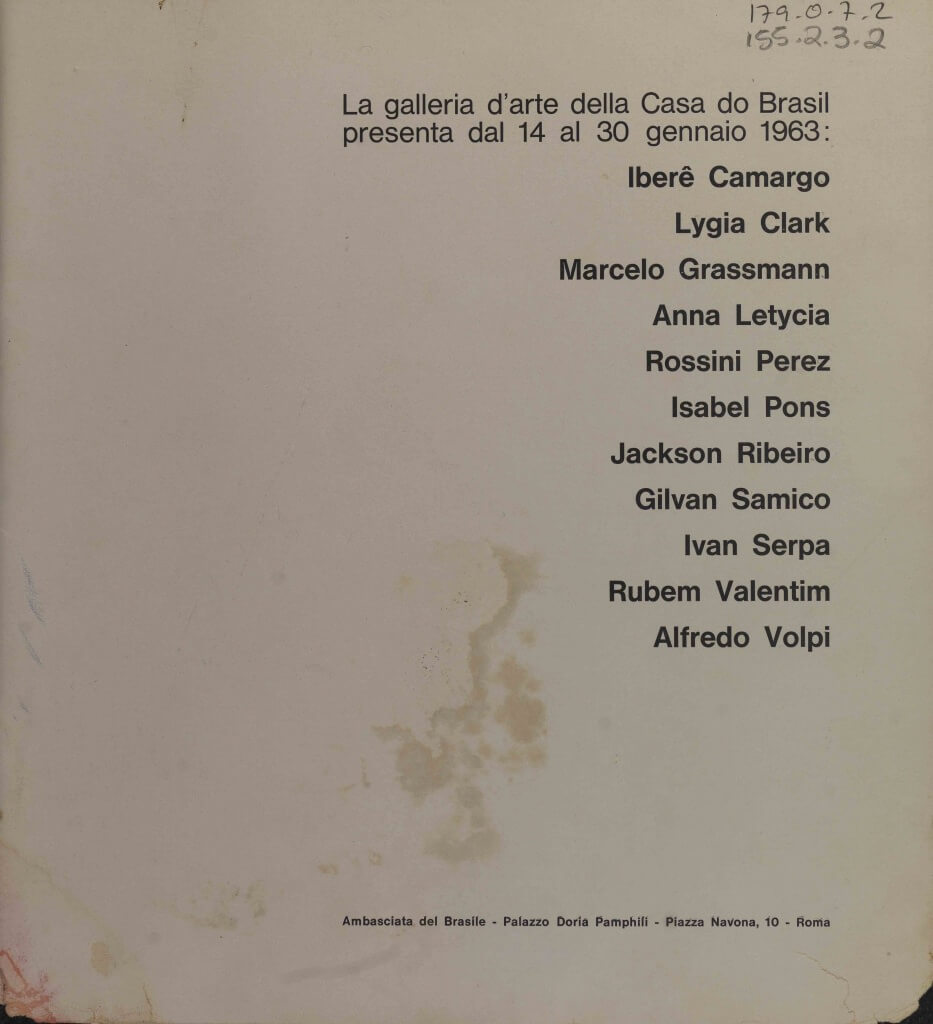 179.0.7.2
155.2.3.2
La galleria d'arte della Casa do Brasil
presenta dal 14 al 30 gennaio 1963:
Iberê Camargo
Lygia Clark
Marcelo Grassmann
Anna Letycia
Rossini Perez
Isabel Pons
Jackson Ribeiro
Gilvan Samico
Ivan Serpa
Rubem Valentim
Alfredo Volpi
Ambasciata del Brasile - Palazzo Doria Pamphili - Piazza Navona, 10 - Roma